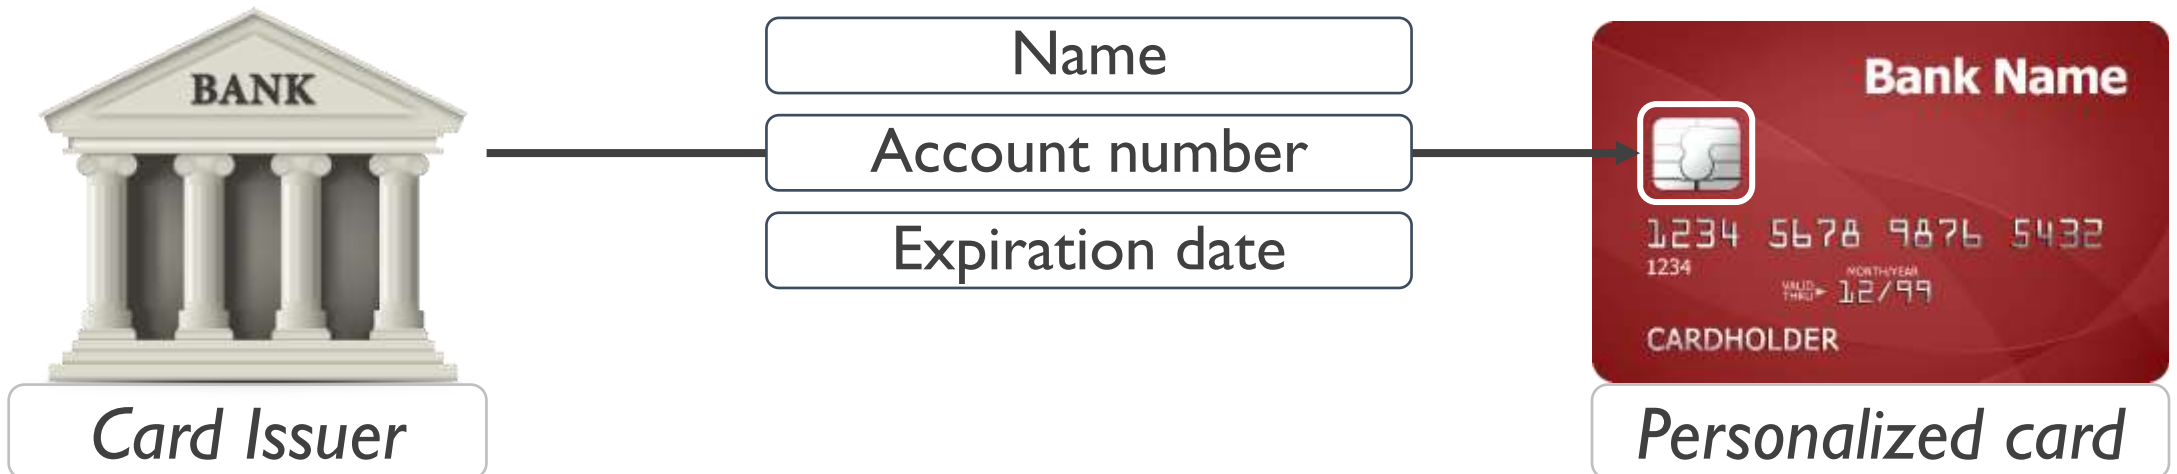 BANK
Card Issuer
Name
Account number
Expiration date
Bank Name
1234 5678 9876 5432
1234
MONTH/YEAR
VALID THRU 12/99
CARDHOLDER
Personalized card